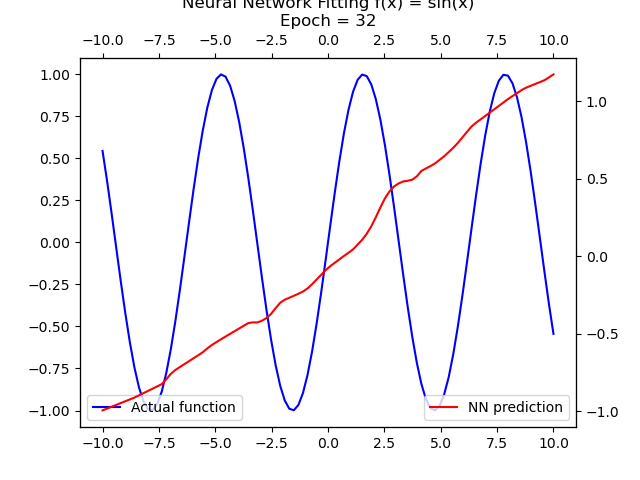 Neural Network Fitting f(x) = sin(x)
Epoch = 32
−10.0 −7.5 −5.0 −2.5 0.0 2.5 5.0 7.5 10.0
1.00
0.75
0.50
0.25
0.00
−0.25
−0.50
−0.75
−1.00
1.0
0.5
0.0
−0.5
−1.0
Actual function
NN prediction
−10.0 −7.5 −5.0 −2.5 0.0 2.5 5.0 7.5 10.0